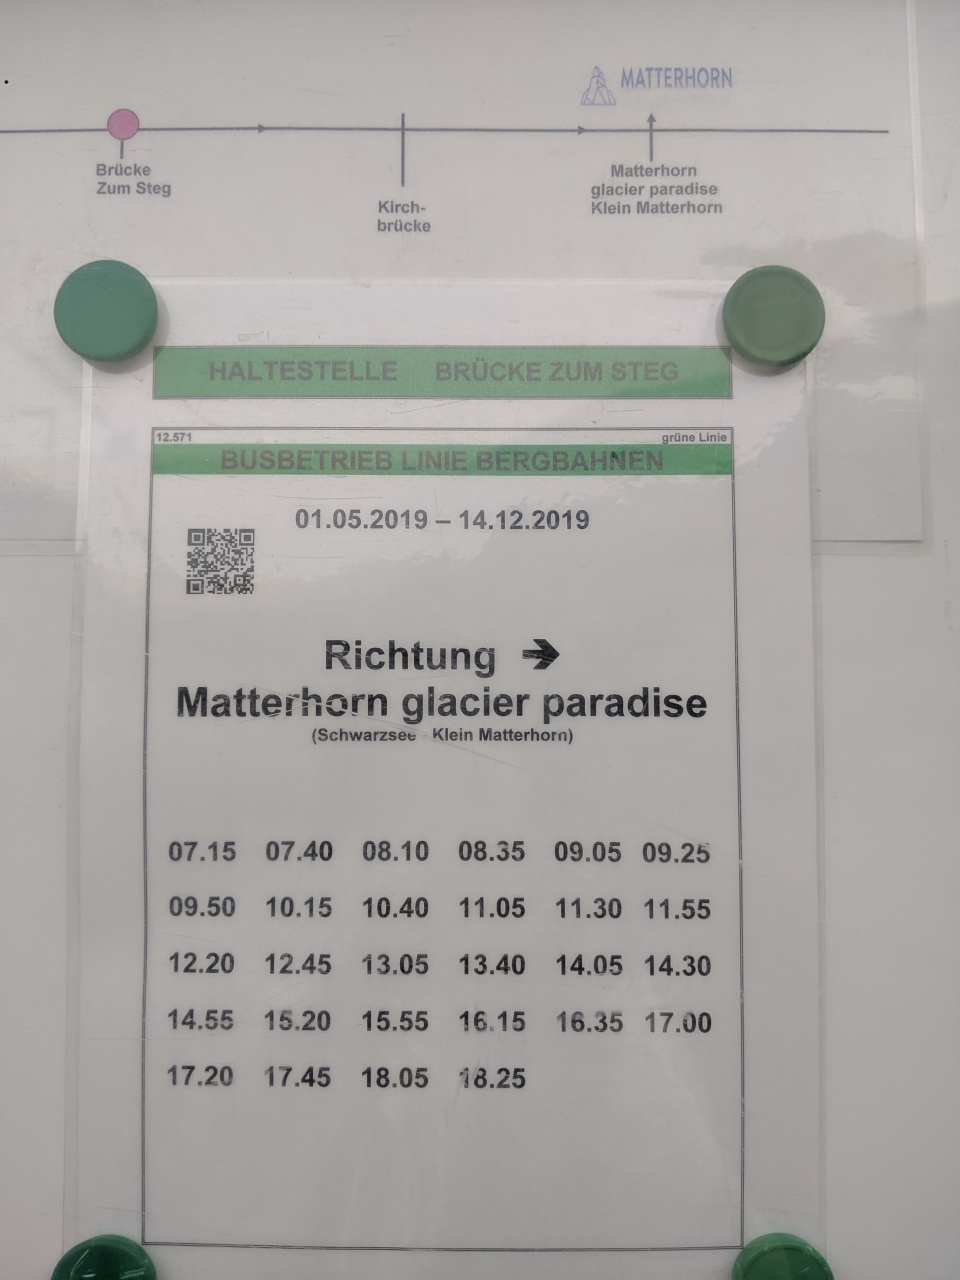 MATTERHORN
Brücke
Zum Steg
Kirch-
brücke
Matterhorn
glacier paradise
Klein Matterhorn
HALTESTELLE BRÜCKE ZUM STEG
12.571 grüne Linie
BUSBETRIEB LINIE BERGBAHNEN
01.05.2019 – 14.12.2019
Richtung →
Matterhorn glacier paradise
(Schwarzsee - Klein Matterhorn)
07.15 07.40 08.10 08.35 09.05 09.25
09.50 10.15 10.40 11.05 11.30 11.55
12.20 12.45 13.05 13.40 14.05 14.30
14.55 15.20 15.55 16.15 16.35 17.00
17.20 17.45 18.05 18.25